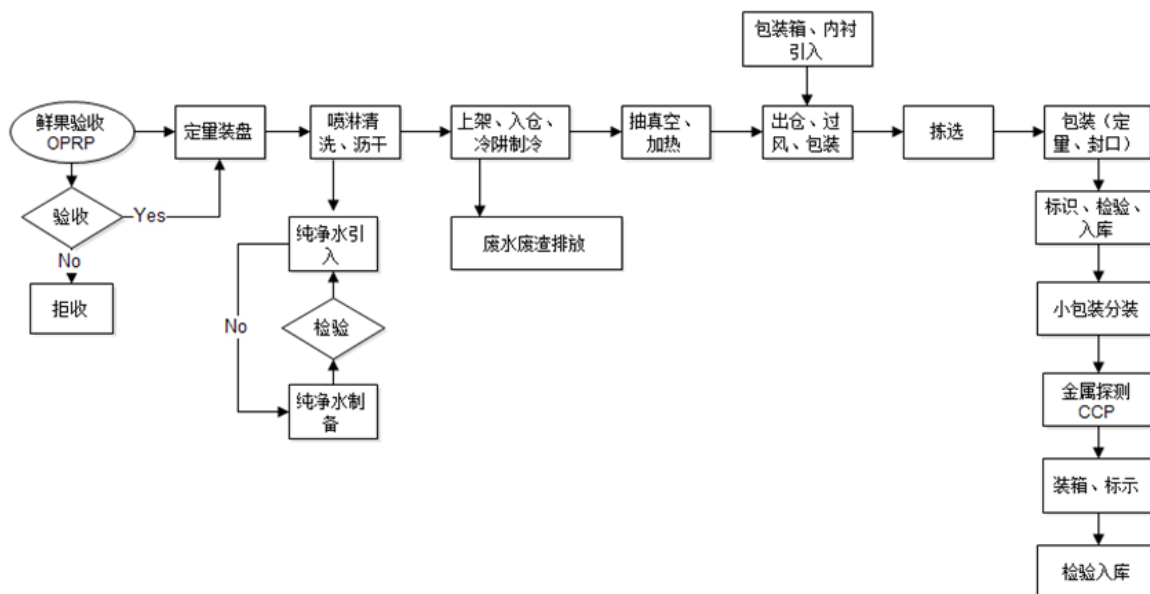 包装箱、内衬
引入
鲜果验收
OPRP
定量装盘
喷淋清
洗、沥干
上架、入仓、
冷阱制冷
抽真空、
加热
出仓、过
风、包装
拣选
包装（定
量、封口）
验收
Yes
No
拒收
纯净水引
入
No
检验
纯净水制
备
废水废渣排放
标识、检验、
入库
小包装分装
金属探测
CCP
装箱、标示
检验入库